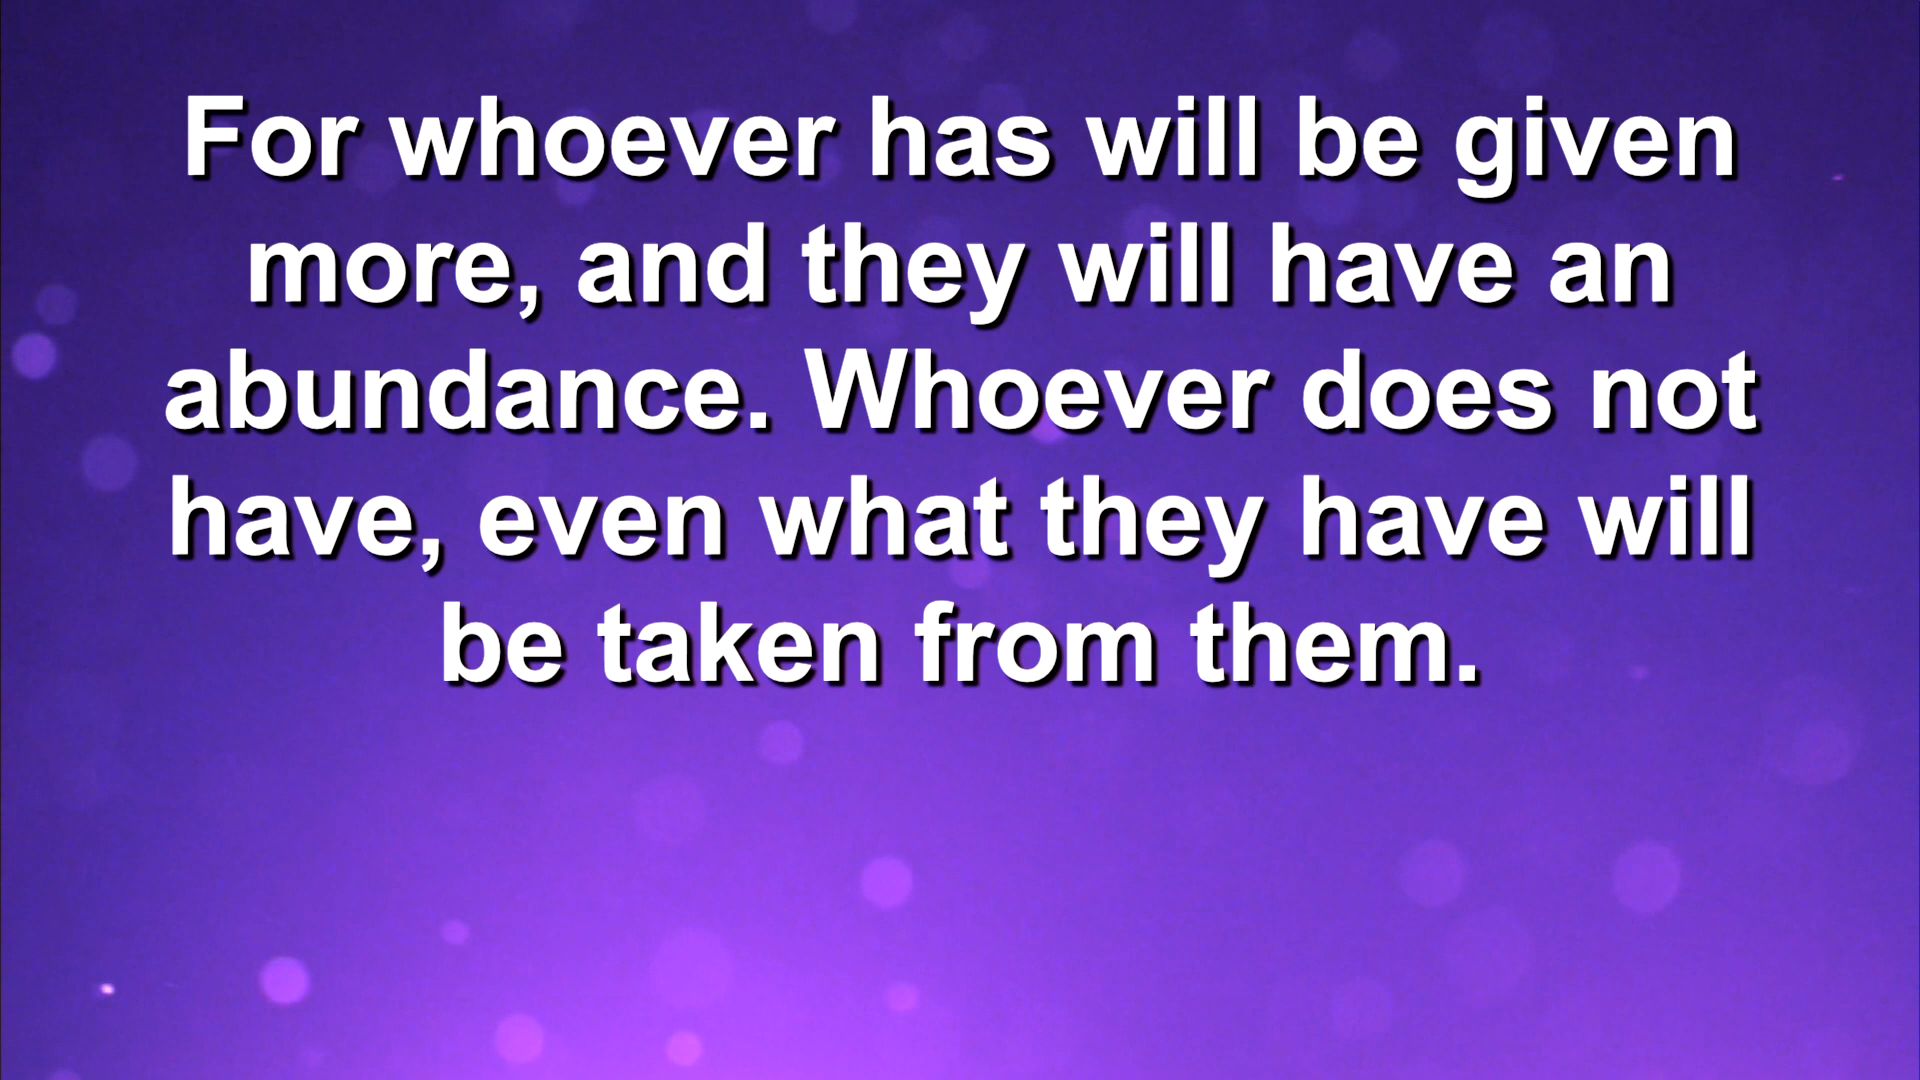 For whoever has will be given
more, and they will have an
abundance. Whoever does not
have, even what they have will
be taken from them.